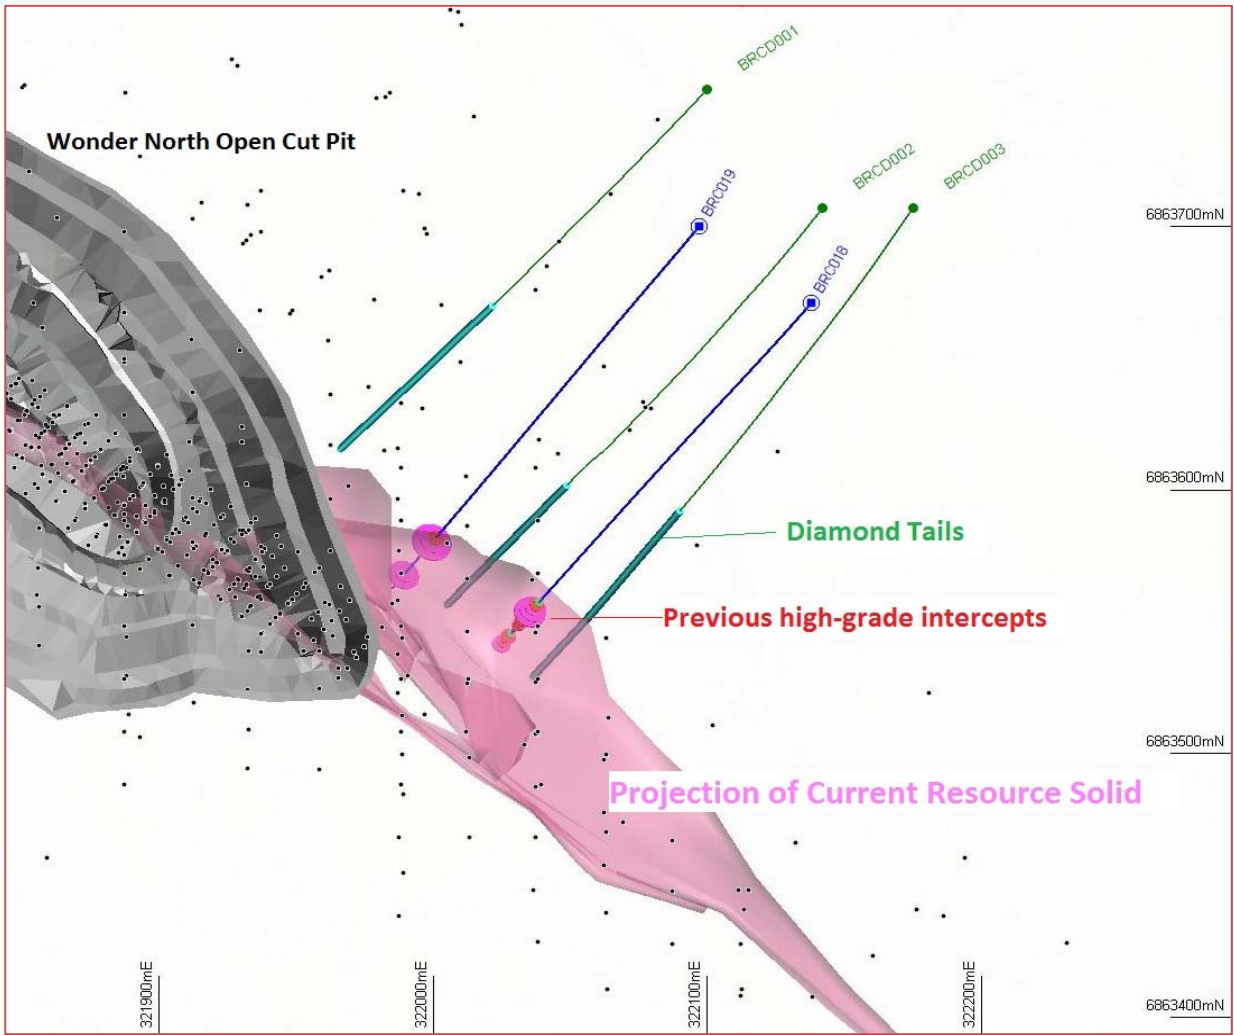 BRCD001
Wonder North Open Cut Pit
BRCD002
BRCD003
BRC019
6863700mN
BRC018
6863600mN
Diamond Tails
Previous high-grade intercepts
6863500mN
Projection of Current Resource Solid
321900mE
322000mE
322100mE
322200mE
6863400mN